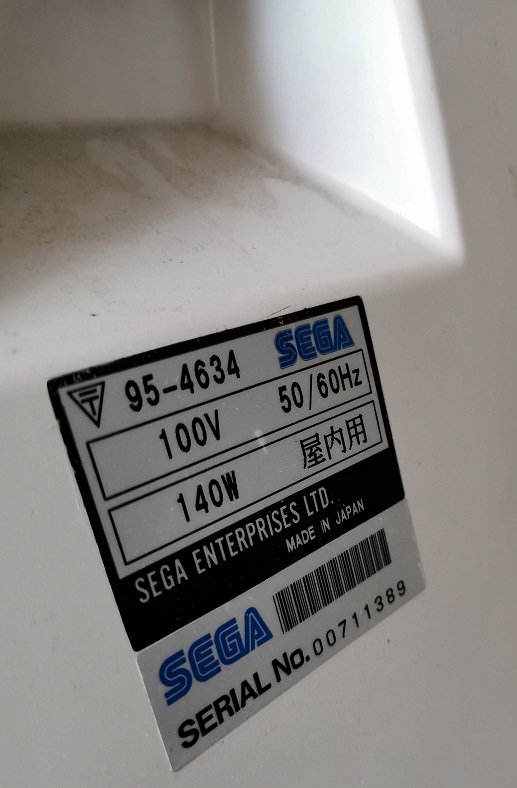 〒 95-4634 SEGA
100V 50/60Hz
140W 屋内用
SEGA ENTERPRISES LTD.
MADE IN JAPAN
SEGA
SERIAL No. 00711389